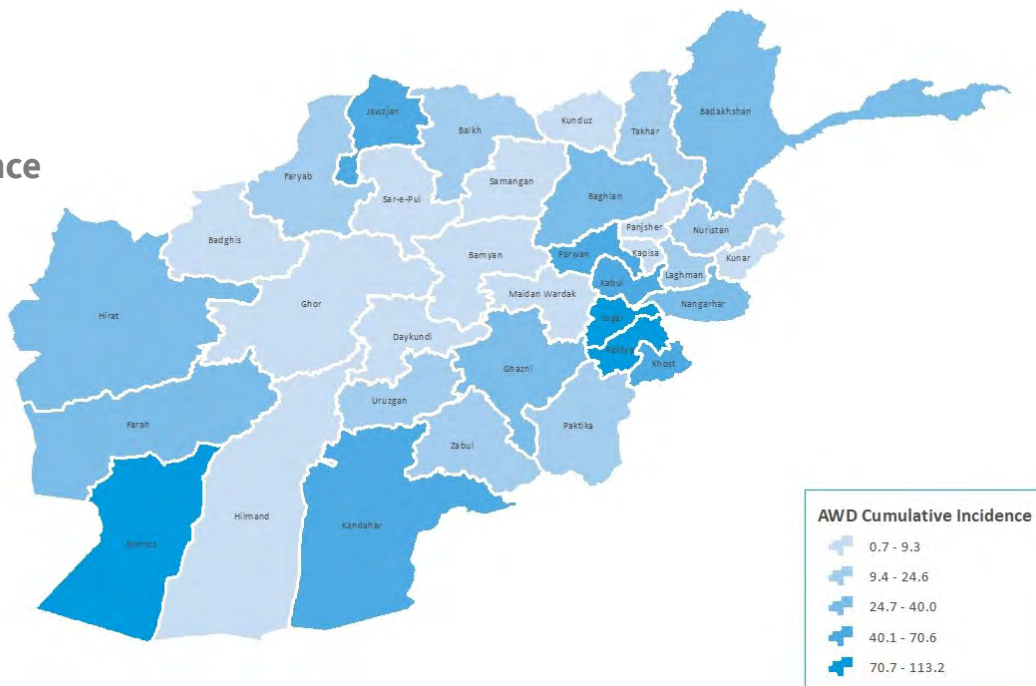 nce
Jawzjan
Balkh
Kunduz
Takhar
Badakhshan
Faryab
Sar-e-Pul
Samangan
Baghlan
Panjsher
Nuristan
Badghis
Bamyan
Parwan
Kapisa
Kunar
Laghman
Kabul
Maidan Wardak
Nangarhar
Ghor
Hirat
Logar
Daykundi
Paktya
Khost
Ghazni
Uruzgan
Farah
Zabul
Paktika
Hilmand
Kandahar
Nimroz
AWD Cumulative Incidence
0.7 - 9.3
9.4 - 24.6
24.7 - 40.0
40.1 - 70.6
70.7 - 113.2